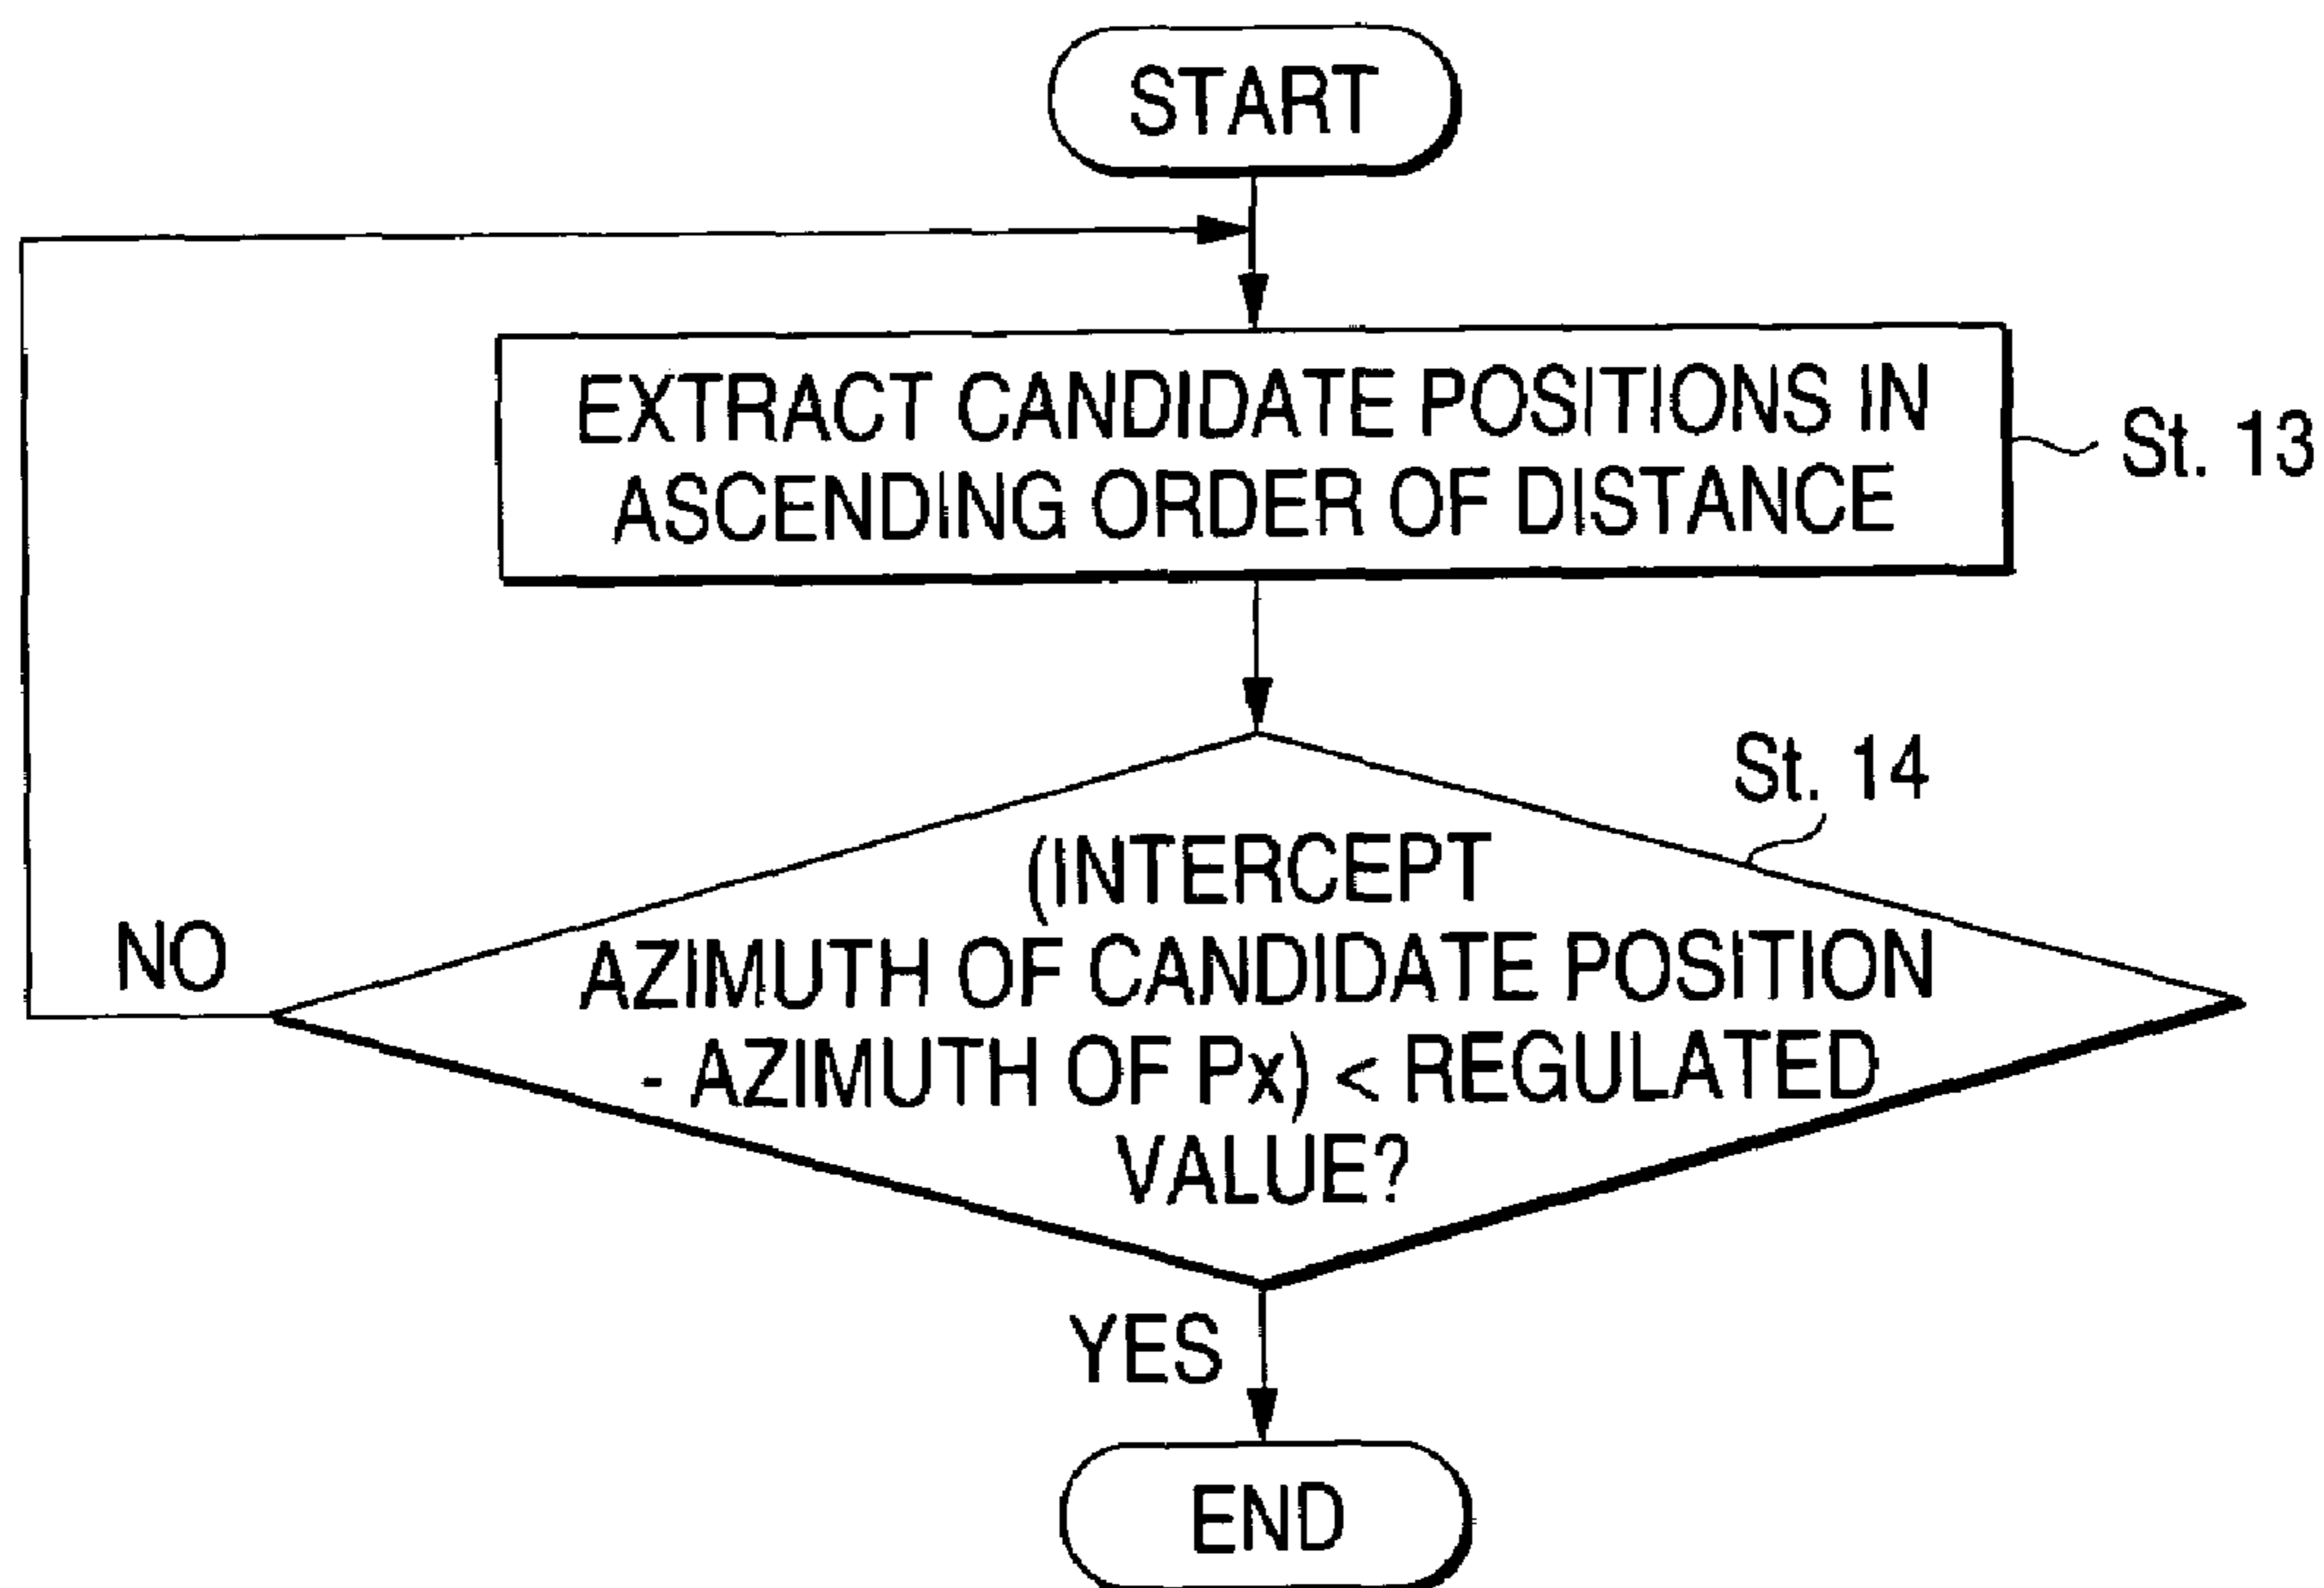 START
EXTRACT CANDIDATE POSITIONS IN
ASCENDING ORDER OF DISTANCE
St. 13
St. 14
(INTERCEPT
AZIMUTH OF CANDIDATE POSITION
- AZIMUTH OF Px) < REGULATED
VALUE?
NO
YES
END